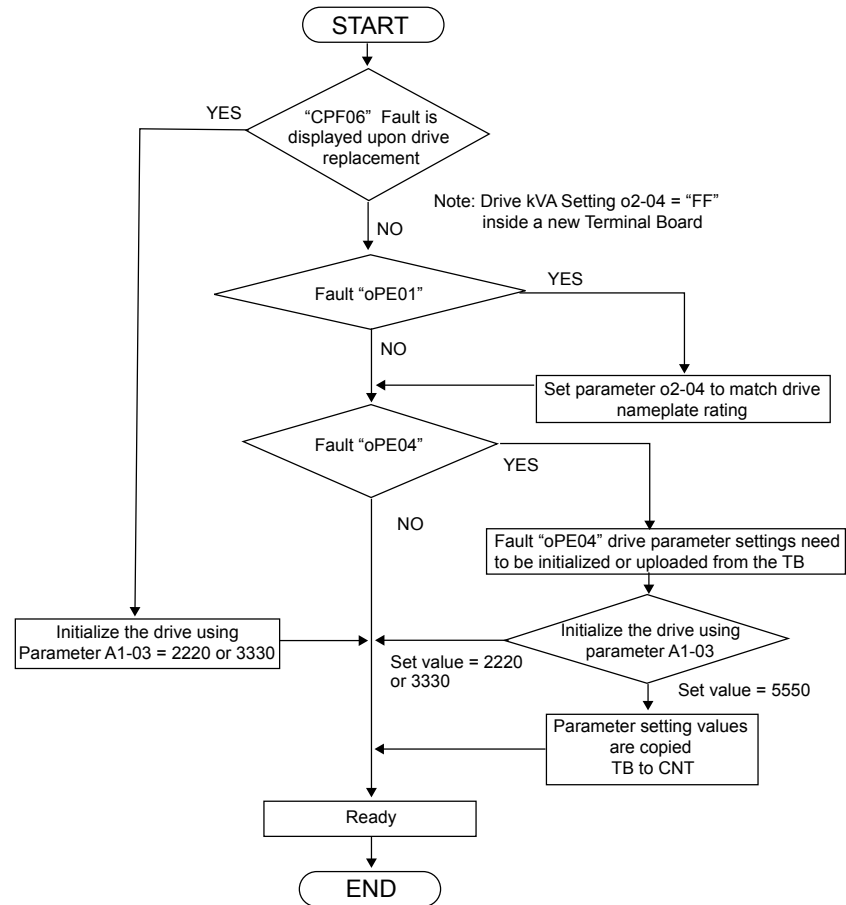 START
YES
“CPF06” Fault is
displayed upon drive
replacement
Note: Drive kVA Setting o2-04 = “FF”
inside a new Terminal Board
NO
YES
Fault “oPE01”
NO
Set parameter o2-04 to match drive
nameplate rating
Fault “oPE04”
YES
NO
Fault “oPE04” drive parameter settings need
to be initialized or uploaded from the TB
Initialize the drive using
Parameter A1-03 = 2220 or 3330
Initialize the drive using
parameter A1-03
Set value = 2220
or 3330
Set value = 5550
Parameter setting values
are copied
TB to CNT
Ready
END